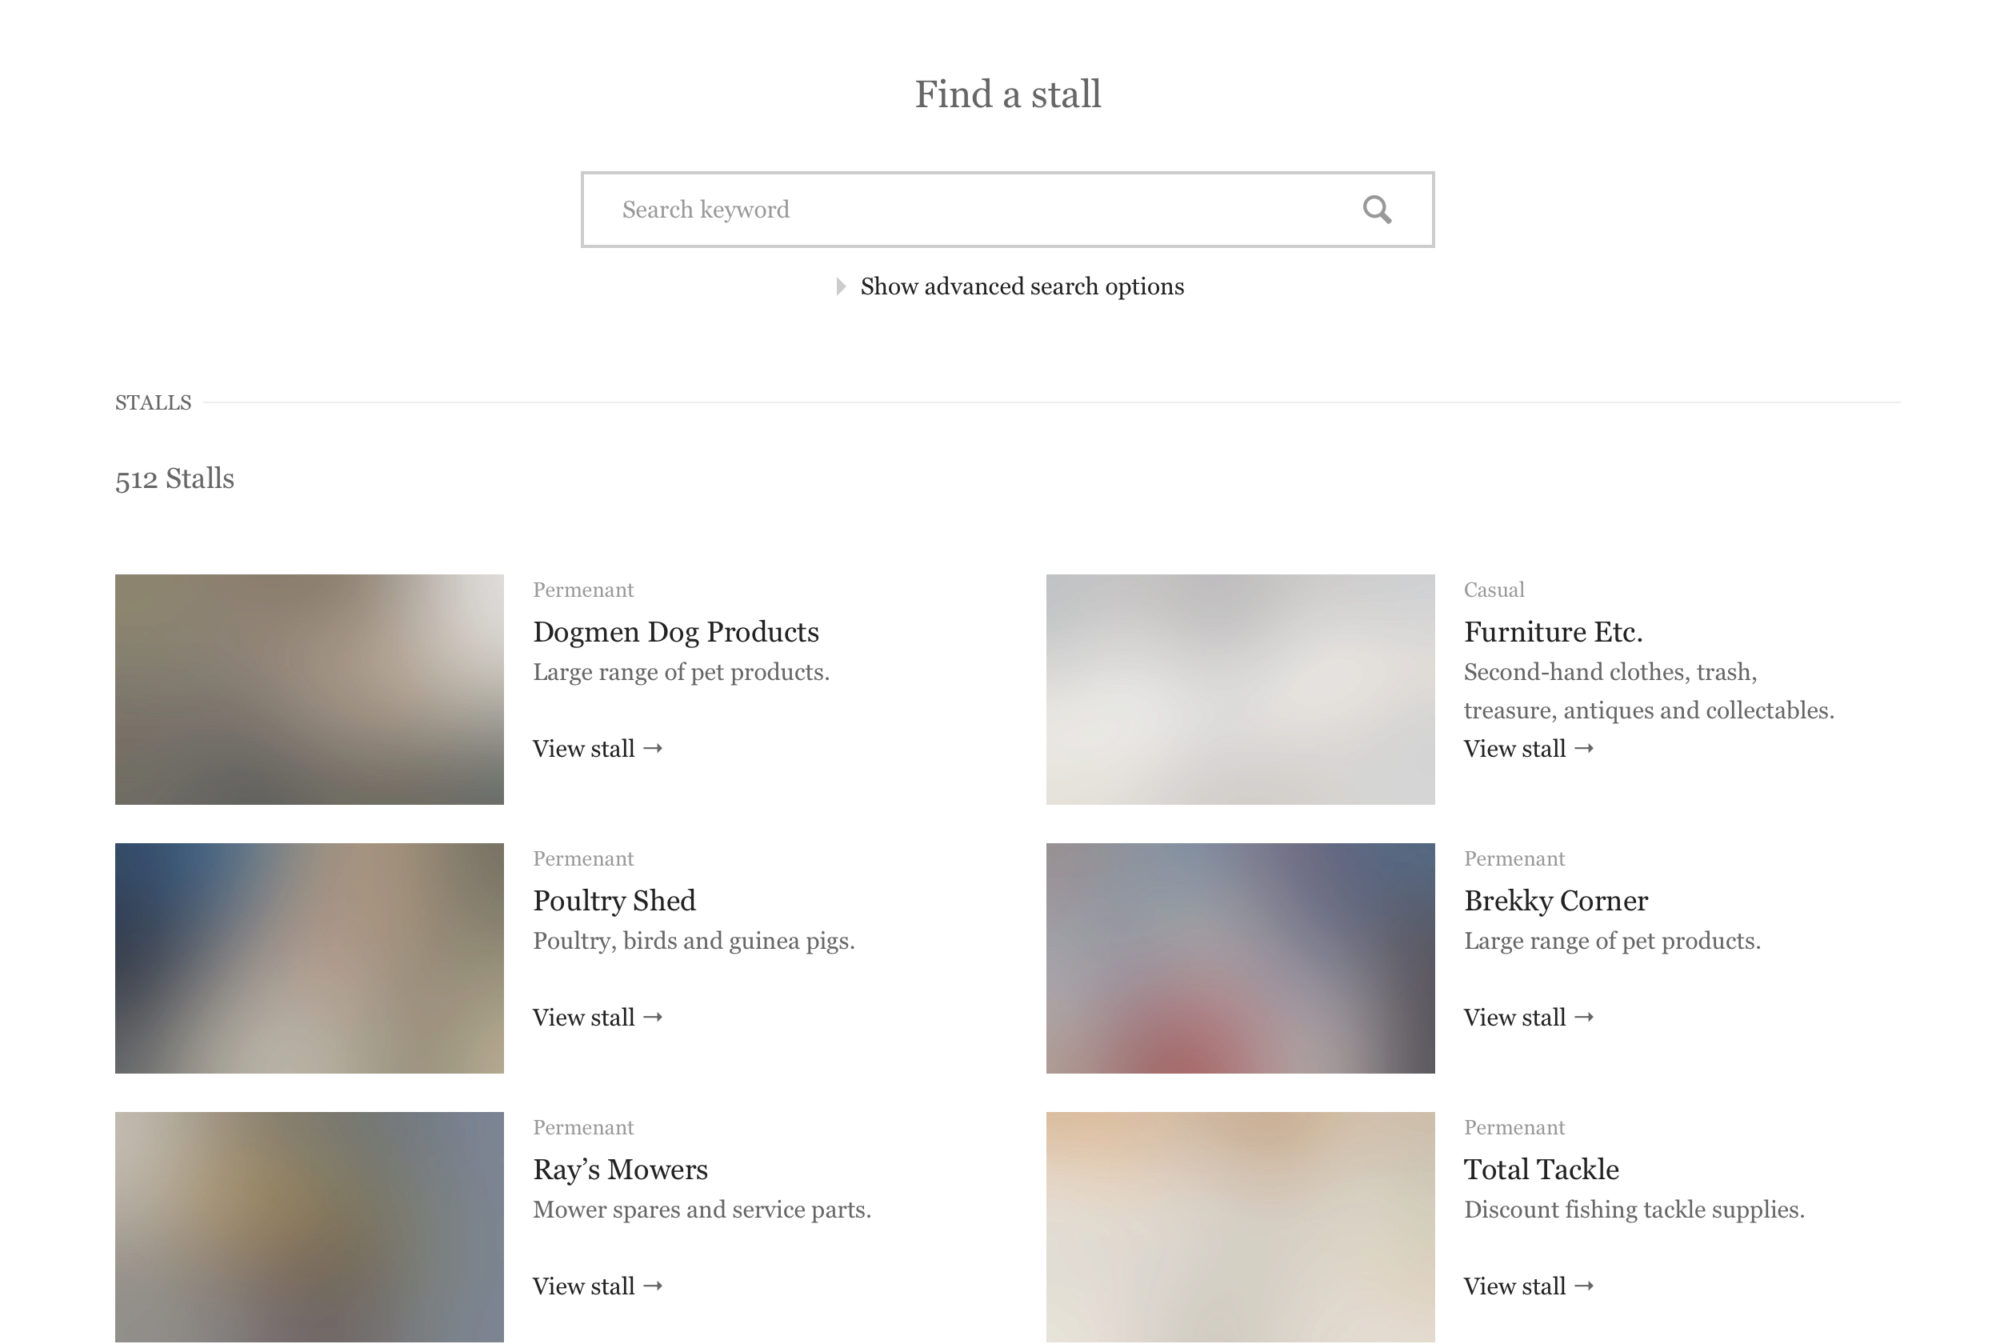 Find a stall
Search keyword
Show advanced search options
STALLS
512 Stalls
Permenant
Dogmen Dog Products
Large range of pet products.
View stall →
Casual
Furniture Etc.
Second-hand clothes, trash,
treasure, antiques and collectables.
View stall →
Permenant
Poultry Shed
Poultry, birds and guinea pigs.
View stall →
Permenant
Brekky Corner
Large range of pet products.
View stall →
Permenant
Ray’s Mowers
Mower spares and service parts.
View stall →
Permenant
Total Tackle
Discount fishing tackle supplies.
View stall →